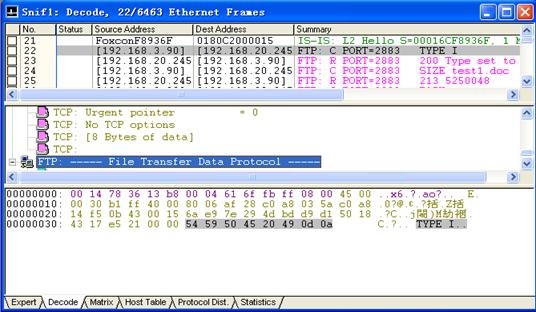 Snif1: Decode, 22/6463 Ethernet Frames
No. Status Source Address Dest Address Summary
21 FoxconF8936F 0180C2000015 IS-IS: L2 Hello S=00016CF8936F, 1 h
22 [192.168.3.90] [192.168.20.245 FTP: C PORT=2883 TYPE I
23 [192.168.20.245 [192.168.3.90] FTP: R PORT=2883 200 Type set to
24 [192.168.3.90] [192.168.20.245 FTP: C PORT=2883 SIZE test1.doc
25 [192.168.20.245 [192.168.3.90] FTP: R PORT=2883 213 5250048
TCP: Urgent pointer = 0
TCP: No TCP options
TCP: [8 Bytes of data]
TCP:
FTP: ----- File Transfer Data Protocol -----
00000000: 00 14 78 36 13 b8 00 04 61 6f fb ff 08 00 45 00 ..x6.?.ao?.. E.
00000010: 00 30 b1 ff 40 00 80 06 af 28 c0 a8 03 5a c0 a8
00000020: 14 f5 0b 43 00 15 6a e9 7e 29 4d bd d9 d1 50 18
00000030: 43 17 e5 21 00 00 54 59 50 45 20 49 0d 0a C.?.. TYPE I..
Expert Decode Matrix Host Table Protocol Dist. Statistics